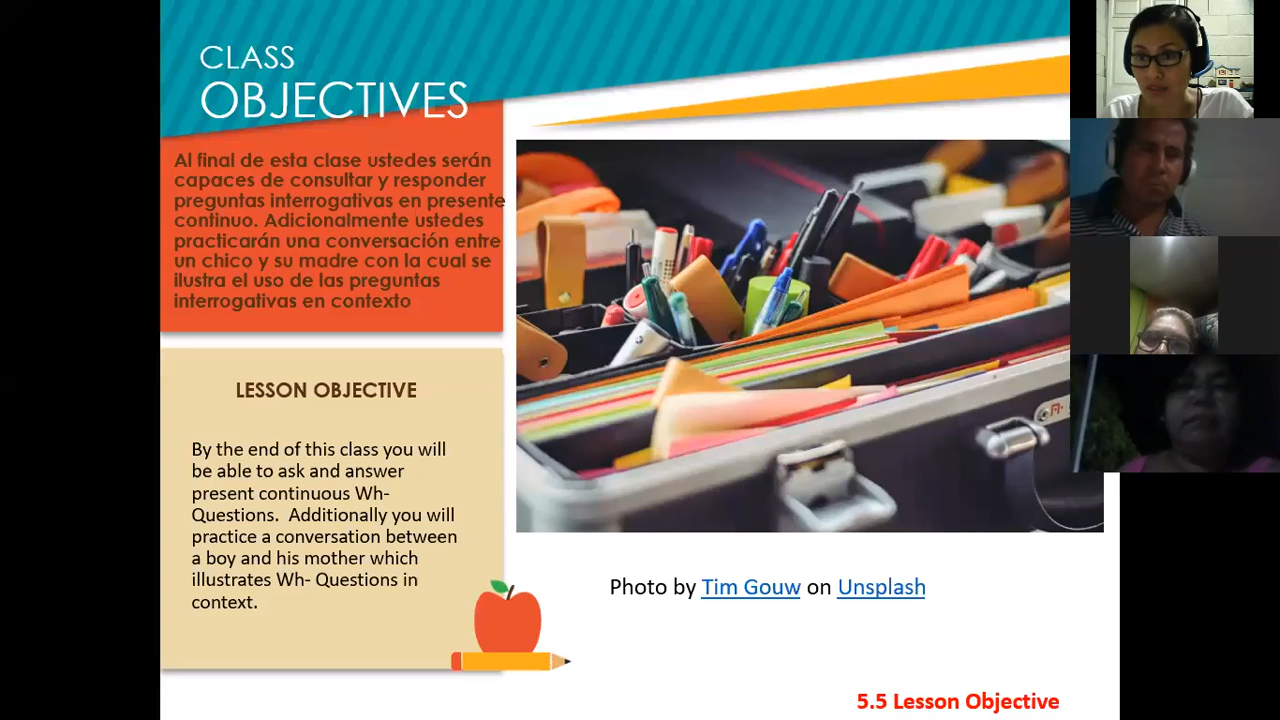 CLASS
OBJECTIVES
Al final de esta clase ustedes serán
capaces de consultar y responder
preguntas interrogativas en presente
continuo. Adicionalmente ustedes
practicarán una conversación entre
un chico y su madre con la cual se
ilustra el uso de las preguntas
interrogativas en contexto
LESSON OBJECTIVE
By the end of this class you will
be able to ask and answer
present continuous Wh-
Questions.  Additionally you will
practice a conversation between
a boy and his mother which
illustrates Wh- Questions in
context.
Photo by Tim Gouw on Unsplash
5.5 Lesson Objective